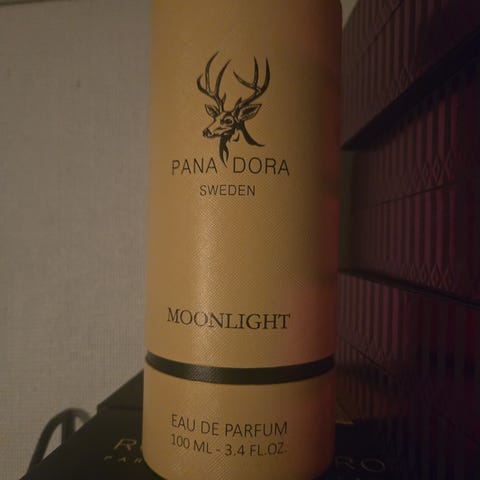 PANA DORA
SWEDEN
MOONLIGHT
EAU DE PARFUM
100 ML - 3.4 FL.OZ.